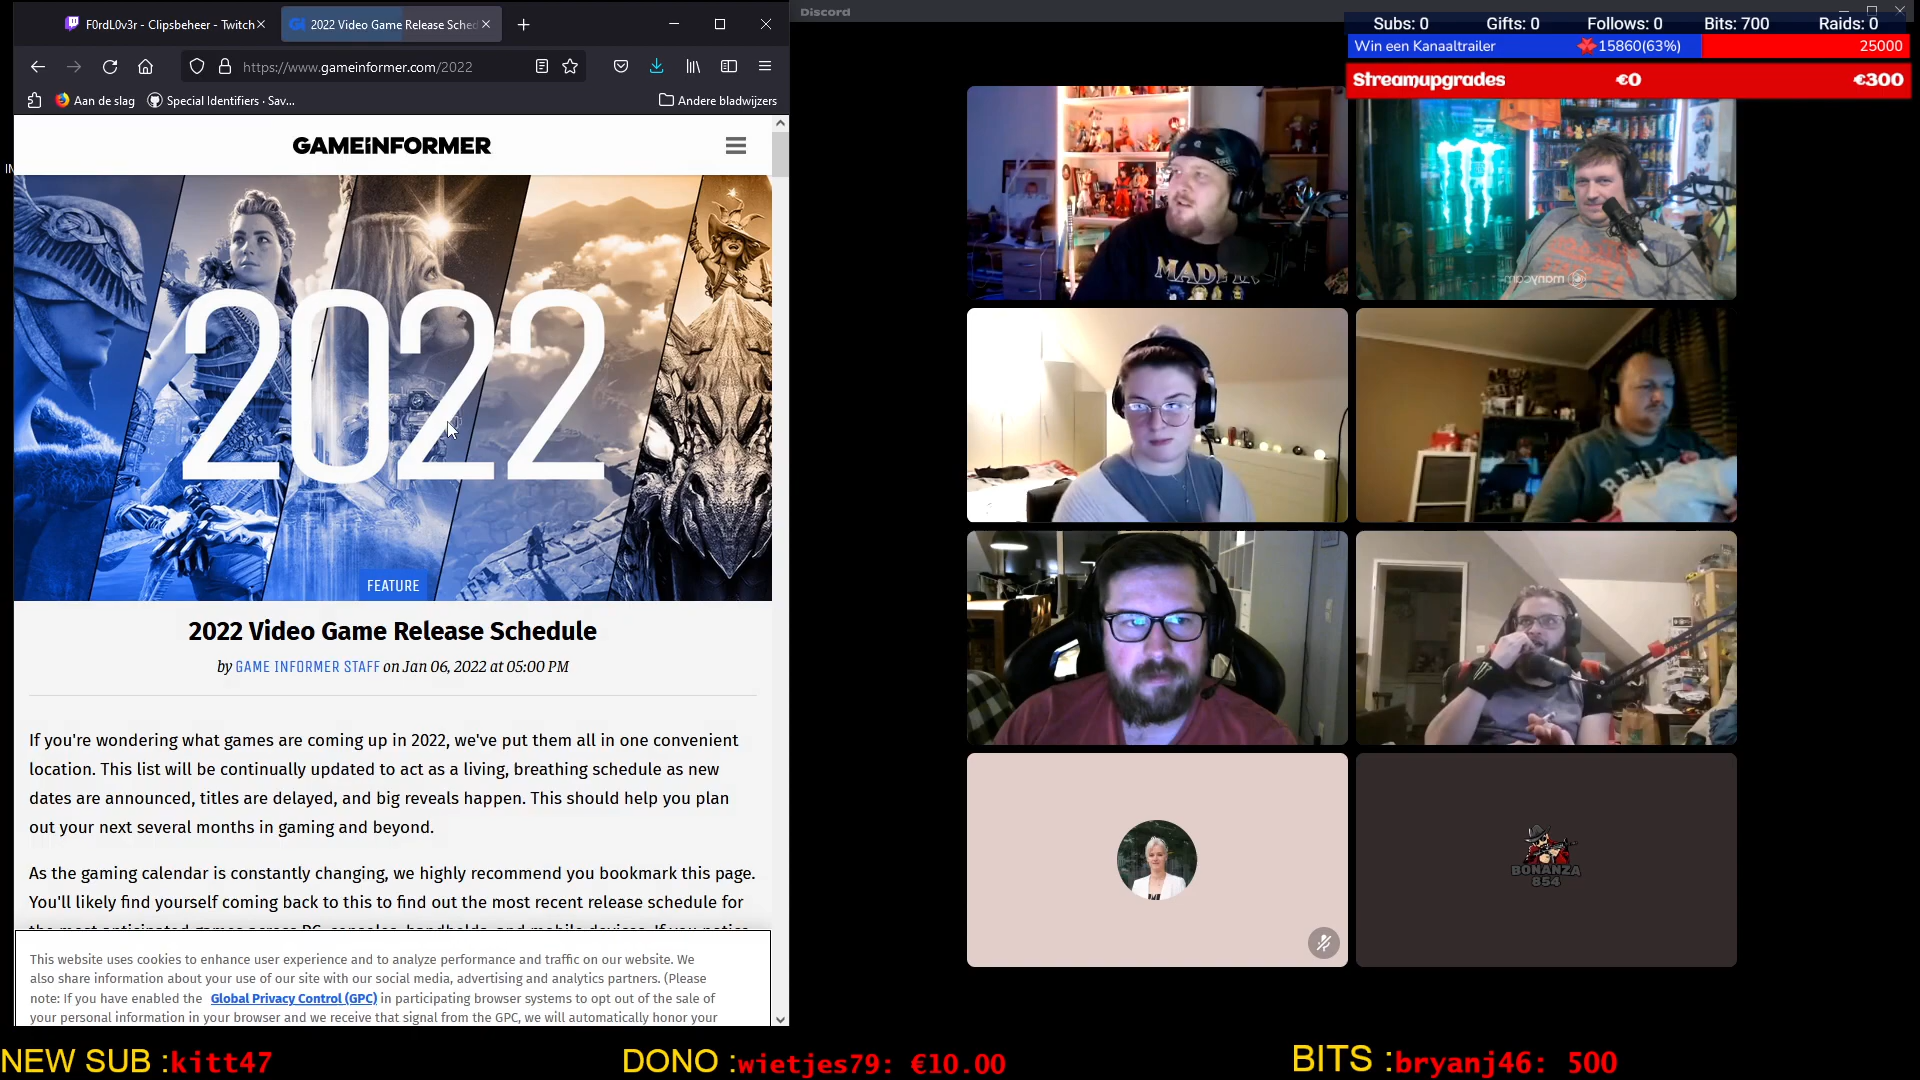 F0rdL0v3r - Clipsbeheer - Twitch
2022 Video Game Release Sched
https://www.gameinformer.com/2022
Aan de slag
Special Identifiers · Sav...
Andere bladwijzers
GAMEINFORMER
2022
FEATURE
2022 Video Game Release Schedule
by GAME INFORMER STAFF on Jan 06, 2022 at 05:00 PM
If you're wondering what games are coming up in 2022, we've put them all in one convenient
location. This list will be continually updated to act as a living, breathing schedule as new
dates are announced, titles are delayed, and big reveals happen. This should help you plan
out your next several months in gaming and beyond.
As the gaming calendar is constantly changing, we highly recommend you bookmark this page.
You'll likely find yourself coming back to this to find out the most recent release schedule for
This website uses cookies to enhance user experience and to analyze performance and traffic on our website. We
also share information about your use of our site with our social media, advertising and analytics partners. (Please
note: If you have enabled the Global Privacy Control (GPC) in participating browser systems to opt out of the sale of
your personal information in your browser and we receive that signal from the GPC, we will automatically honor your
Discord
Subs: 0 Gifts: 0 Follows: 0 Bits: 700 Raids: 0
Win een Kanaaltrailer 15860(63%) 25000
Streamupgrades €0 €300
manycam
BONANZA
854
NEW SUB :kitt47
DONO :wietjes79: €10.00
BITS :bryanj46: 500